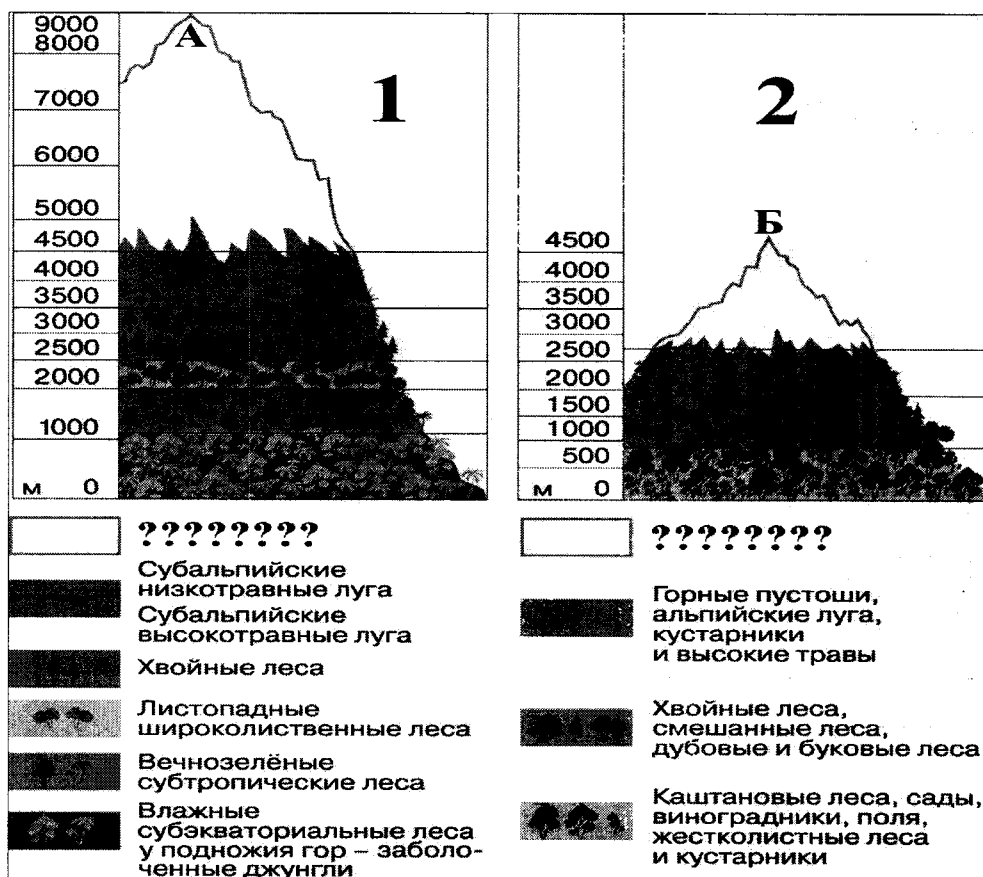 9000
8000
7000
6000
5000
4500
4000
3500
3000
2500
2000
1000
м 0
А
1
4500
4000
3500
3000
2500
2000
1500
1000
500
м 0
Б
2
????????
Субальпийские
низкотравные луга
Субальпийские
высокотравные луга
Хвойные леса
Листопадные
широколиственные леса
Вечнозелёные
субтропические леса
Влажные
субэкваториальные леса
у подножия гор – заболо-
ченные джунгли
????????
Горные пустоши,
альпийские луга,
кустарники
и высокие травы
Хвойные леса,
смешанные леса,
дубовые и буковые леса
Каштановые леса, сады,
виноградники, поля,
жестколистные леса
и кустарники